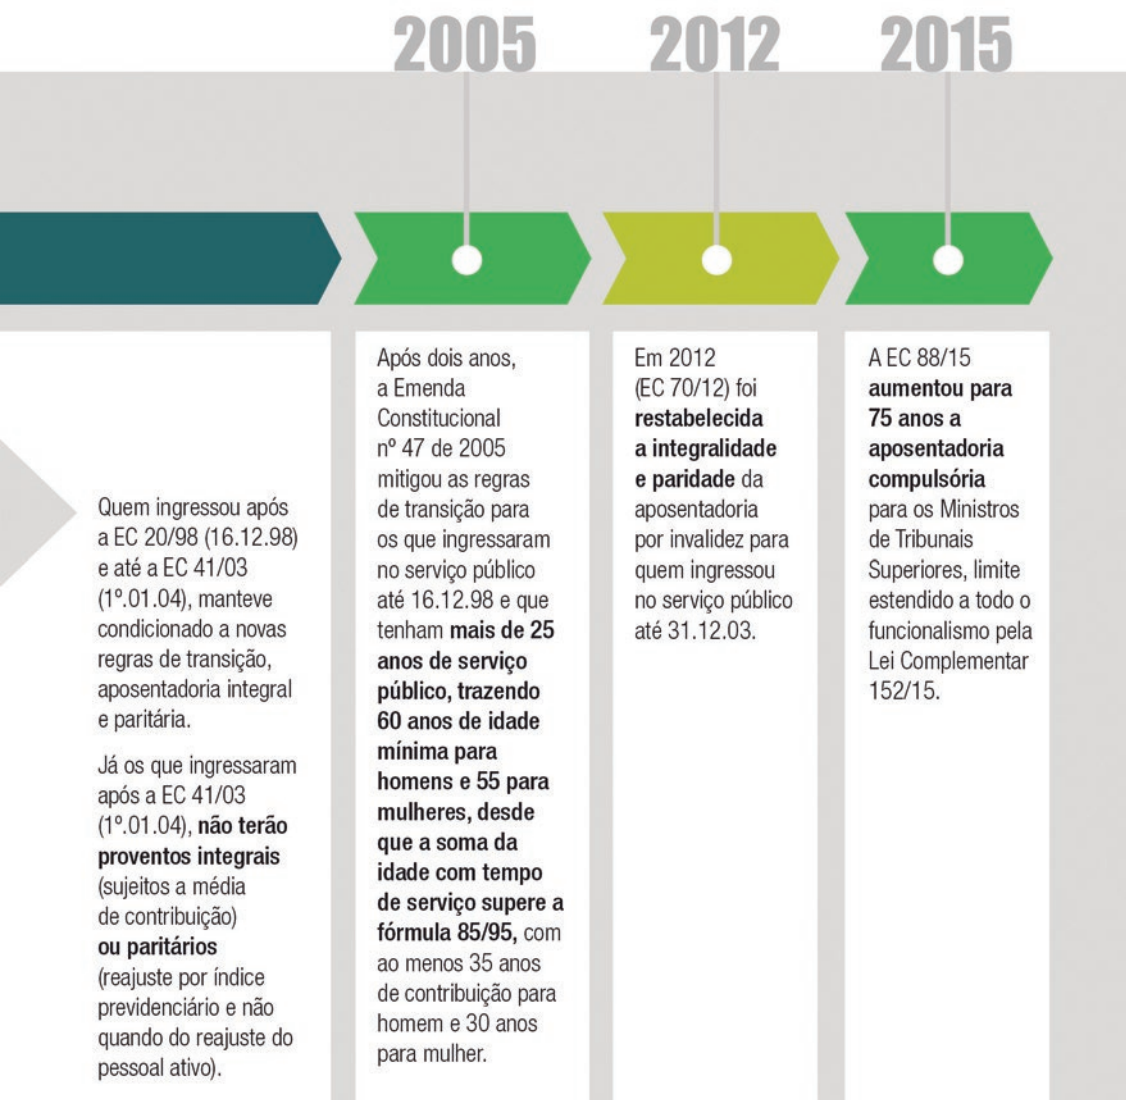 2005
2012
2015
Quem ingressou após
a EC 20/98 (16.12.98)
e até a EC 41/03
(1º.01.04), manteve
condicionado a novas
regras de transição,
aposentadoria integral
e paritária.
Já os que ingressaram
após a EC 41/03
(1º.01.04), não terão
proventos integrais
(sujeitos a média
de contribuição)
ou paritários
(reajuste por índice
previdenciário e não
quando do reajuste do
pessoal ativo).
Após dois anos,
a Emenda
Constitucional
nº 47 de 2005
mitigou as regras
de transição para
os que ingressaram
no serviço público
até 16.12.98 e que
tenham mais de 25
anos de serviço
público, trazendo
60 anos de idade
mínima para
homens e 55 para
mulheres, desde
que a soma da
idade com tempo
de serviço supere a
fórmula 85/95, com
ao menos 35 anos
de contribuição para
homem e 30 anos
para mulher.
Em 2012
(EC 70/12) foi
restabelecida
a integralidade
e paridade da
aposentadoria
por invalidez para
quem ingressou
no serviço público
até 31.12.03.
A EC 88/15
aumentou para
75 anos a
aposentadoria
compulsória
para os Ministros
de Tribunais
Superiores, limite
estendido a todo o
funcionalismo pela
Lei Complementar
152/15.